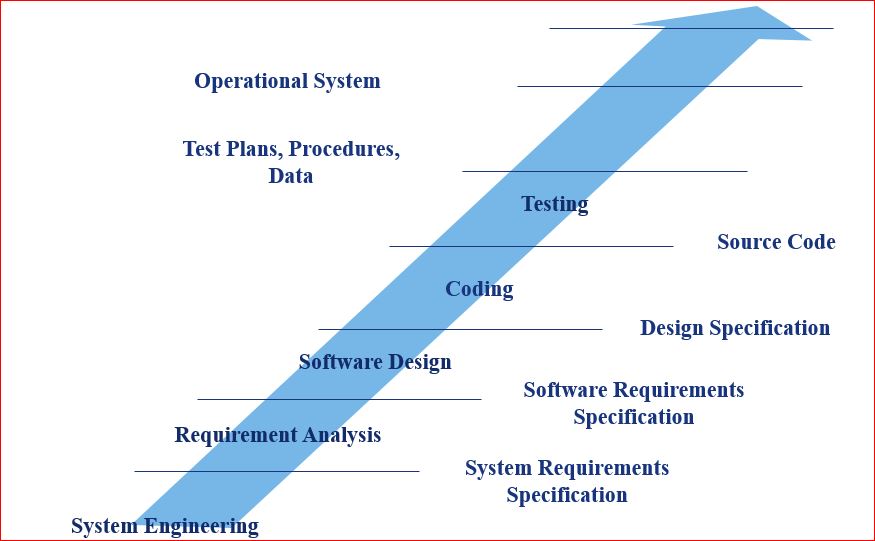 Operational System
Test Plans, Procedures,
Data
Testing
Source Code
Coding
Design Specification
Software Design
Software Requirements
Specification
Requirement Analysis
System Requirements
Specification
System Engineering